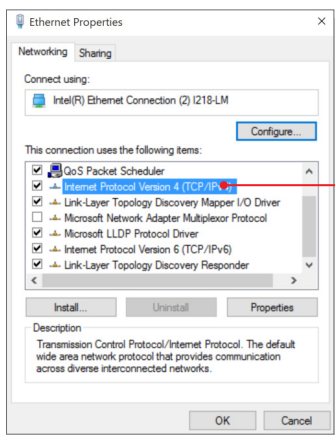 Ethernet Properties
Networking
Sharing
Connect using:
Intel(R) Ethernet Connection (2) I218-LM
Configure...
This connection uses the following items:
QoS Packet Scheduler
Internet Protocol Version 4 (TCP/IPv4)
Link-Layer Topology Discovery Mapper I/O Driver
Microsoft Network Adapter Multiplexor Protocol
Microsoft LLDP Protocol Driver
Internet Protocol Version 6 (TCP/IPv6)
Link-Layer Topology Discovery Responder
Install...
Uninstall
Properties
Description
Transmission Control Protocol/Internet Protocol. The default
wide area network protocol that provides communication
across diverse interconnected networks.
OK
Cancel